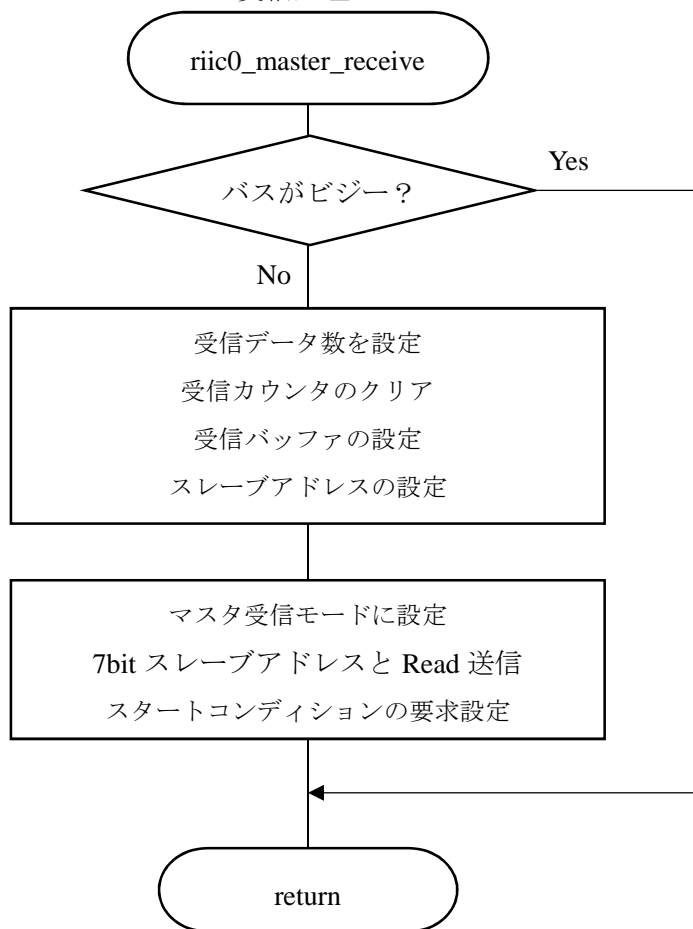 riic0_master_receive
バスがビジー？
Yes
No
受信データ数を設定
受信カウンタのクリア
受信バッファの設定
スレーブアドレスの設定
マスタ受信モードに設定
7bit スレーブアドレスと Read 送信
スタートコンディションの要求設定
return